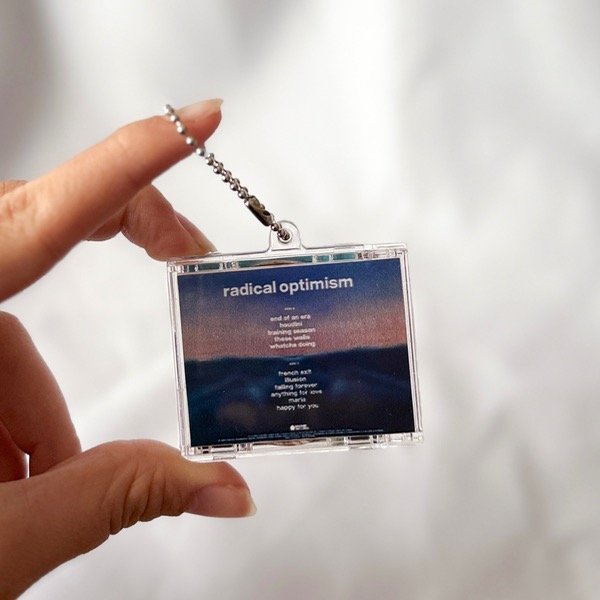 radical optimism
end of an era
houdini
training season
these walls
whatcha doing
french exit
illusion
falling forever
anything for love
maria
happy for you